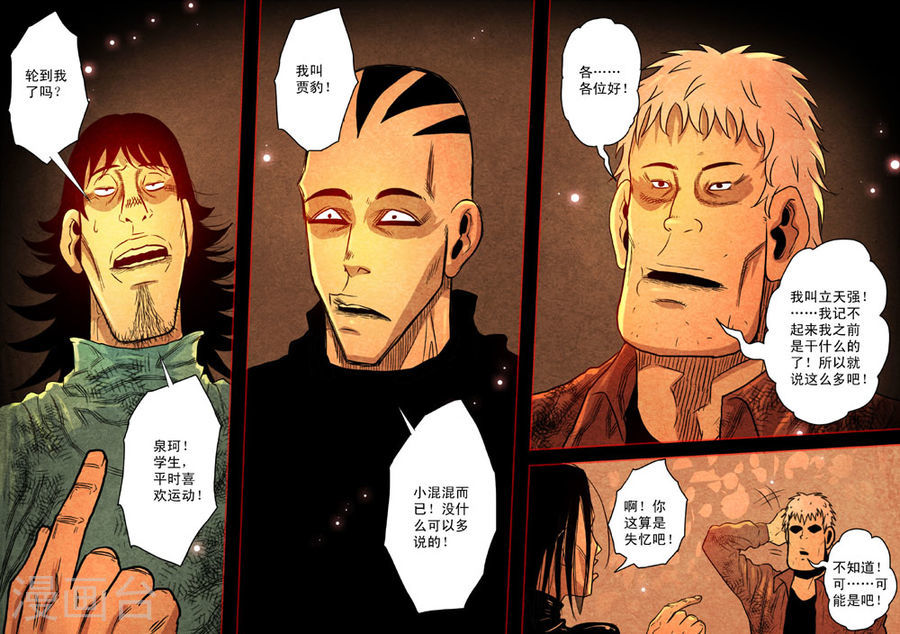 轮到我
了吗？
泉珂！
学生，
平时喜
欢运动！
我叫
贾豹！
小混混而
已！没什
么可以多
说的！
各……
各位好！
我叫立天强！
……我记不
起来我之前
是干什么的
了！所以就
说这么多吧！
啊！你
这算是
失忆吧！
不知道！
可……可
能是吧！
漫画台